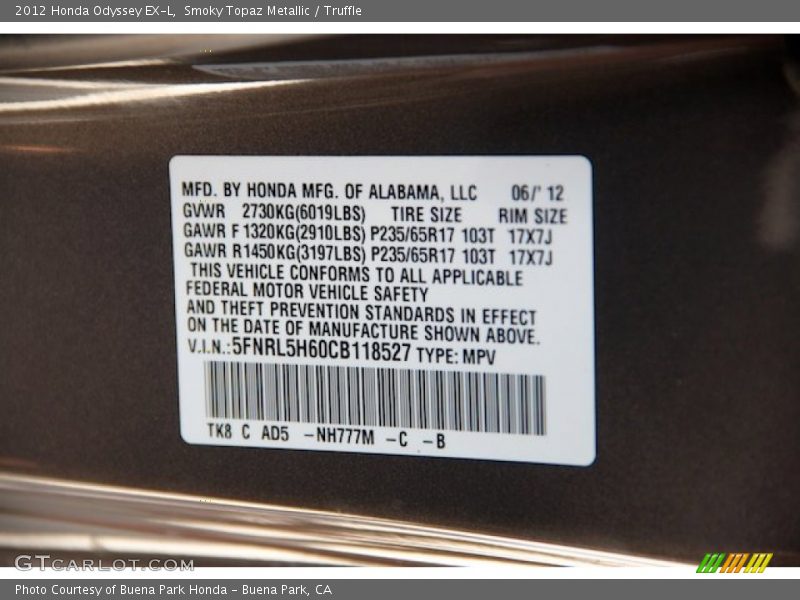 2012 Honda Odyssey EX-L, Smoky Topaz Metallic / Truffle
MFD. BY HONDA MFG. OF ALABAMA, LLC 06/' 12
GVWR 2730KG(6019LBS) TIRE SIZE RIM SIZE
GAWR F 1320KG(2910LBS) P235/65R17 103T 17X7J
GAWR R1450KG(3197LBS) P235/65R17 103T 17X7J
THIS VEHICLE CONFORMS TO ALL APPLICABLE
FEDERAL MOTOR VEHICLE SAFETY
AND THEFT PREVENTION STANDARDS IN EFFECT
ON THE DATE OF MANUFACTURE SHOWN ABOVE.
V.I.N.:5FNRL5H60CB118527 TYPE: MPV
TK8 C AD5 -NH777M -C -B
GTCARLOT.COM
Photo Courtesy of Buena Park Honda - Buena Park, CA